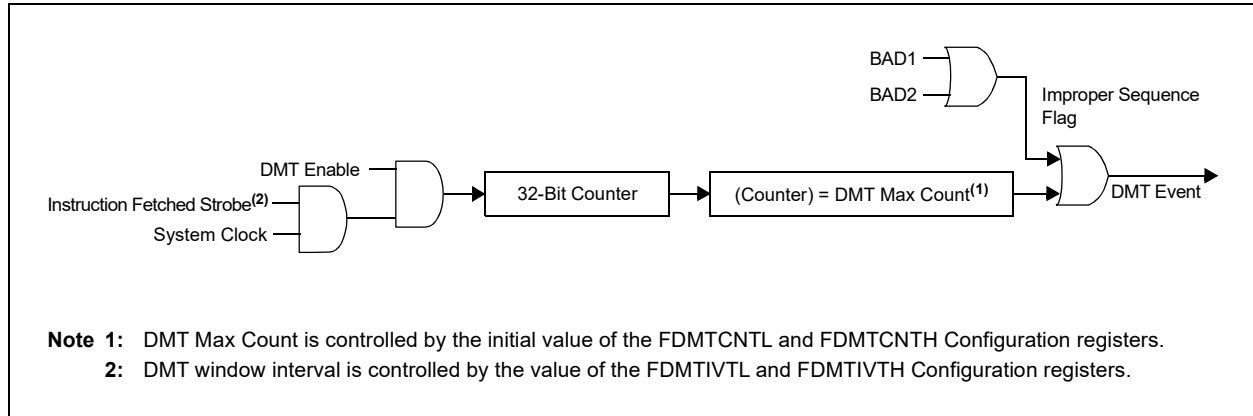 BAD1
BAD2
Improper Sequence
Flag
DMT Enable
Instruction Fetched Strobe(2)
System Clock
32-Bit Counter
(Counter) = DMT Max Count(1)
DMT Event
Note 1: DMT Max Count is controlled by the initial value of the FDMTCNTL and FDMTCNTH Configuration registers.
2: DMT window interval is controlled by the value of the FDMTIVTL and FDMTIVTH Configuration registers.